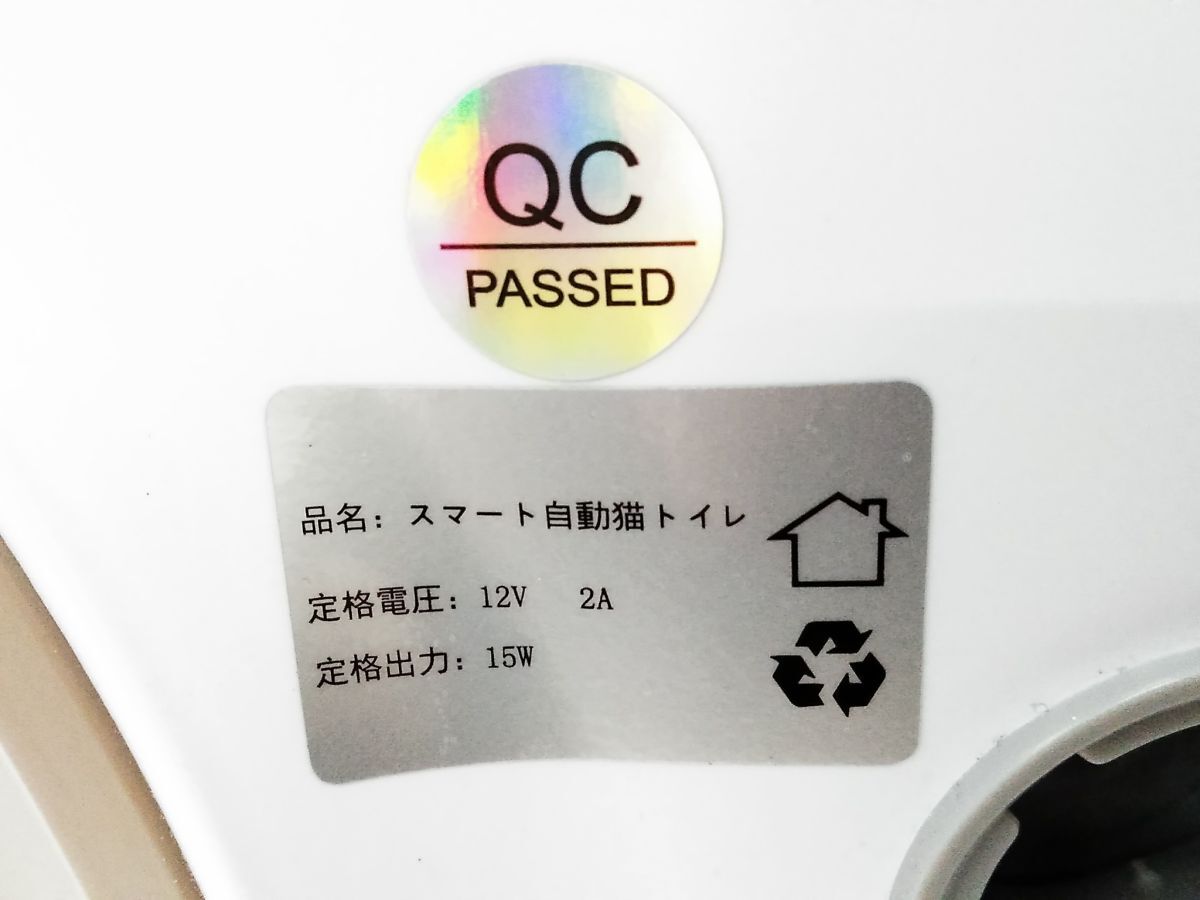 QC
PASSED
品名：スマート自動猫トイレ
定格電圧：12V 2A
定格出力：15W